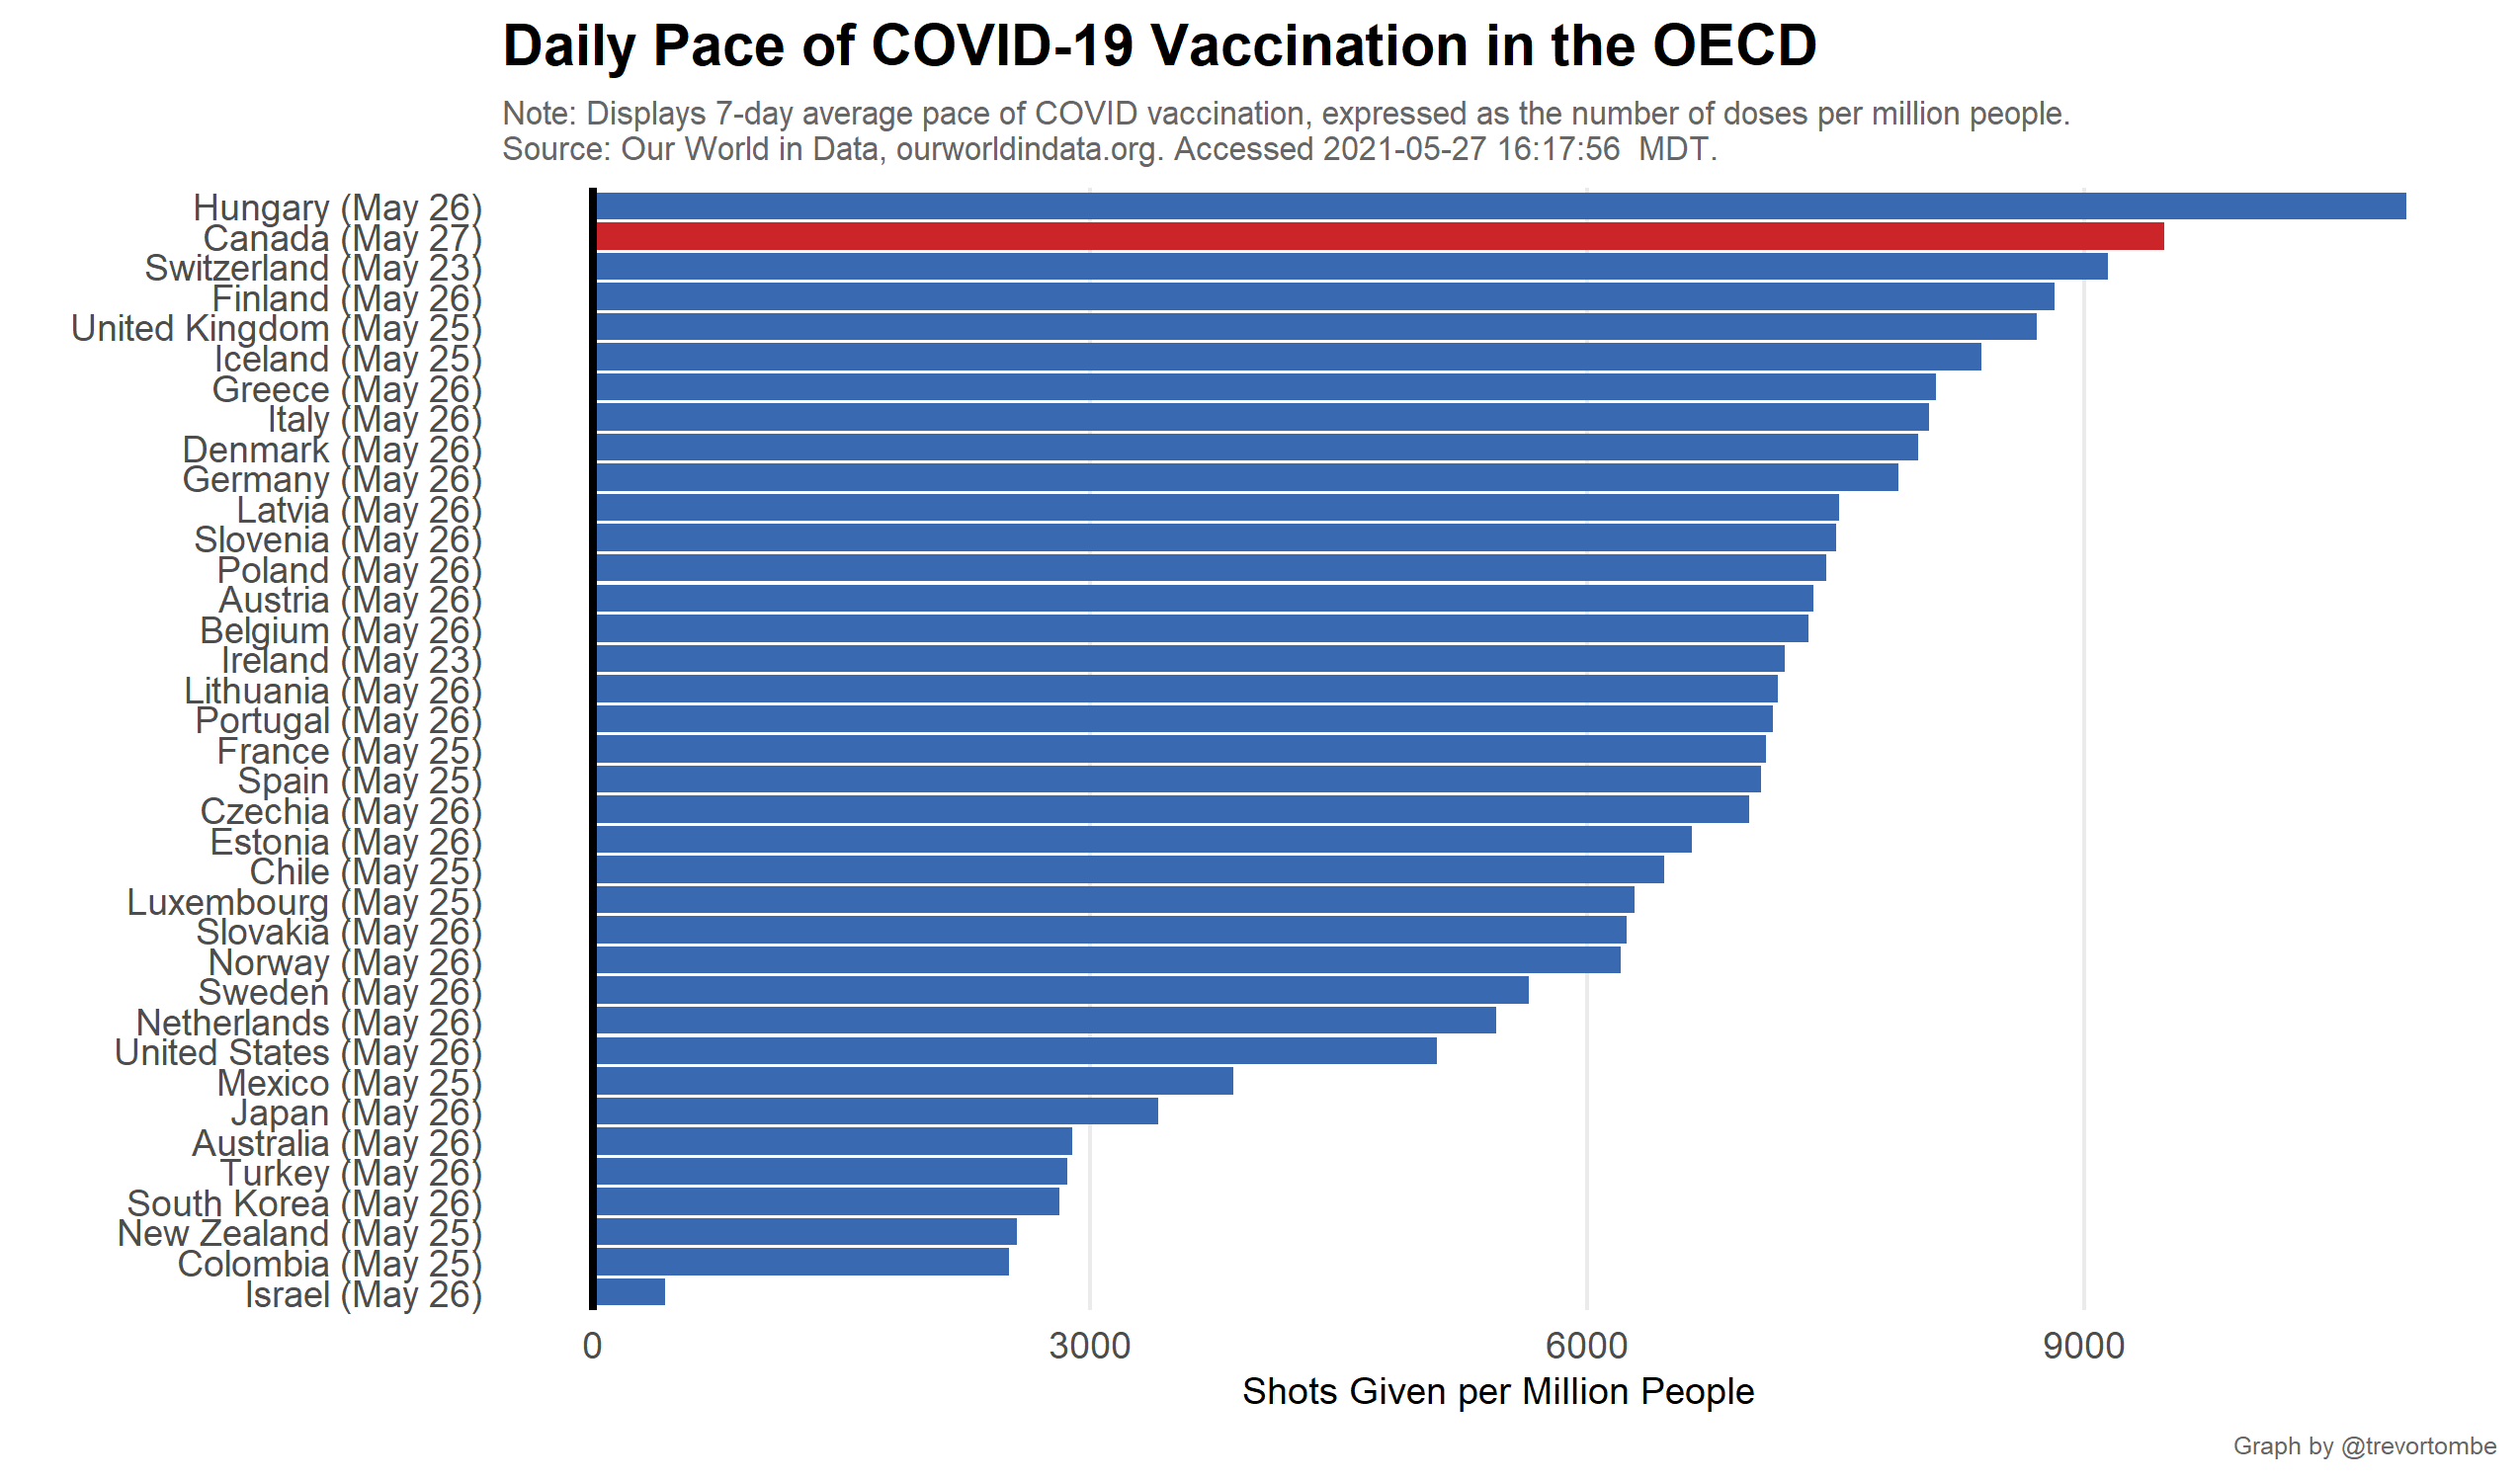 Daily Pace of COVID-19 Vaccination in the OECD
Note: Displays 7-day average pace of COVID vaccination, expressed as the number of doses per million people.
Source: Our World in Data, ourworldindata.org. Accessed 2021-05-27 16:17:56  MDT.
Hungary (May 26)
Canada (May 27)
Switzerland (May 23)
Finland (May 26)
United Kingdom (May 25)
Iceland (May 25)
Greece (May 26)
Italy (May 26)
Denmark (May 26)
Germany (May 26)
Latvia (May 26)
Slovenia (May 26)
Poland (May 26)
Austria (May 26)
Belgium (May 26)
Ireland (May 23)
Lithuania (May 26)
Portugal (May 26)
France (May 25)
Spain (May 25)
Czechia (May 26)
Estonia (May 26)
Chile (May 25)
Luxembourg (May 25)
Slovakia (May 26)
Norway (May 26)
Sweden (May 26)
Netherlands (May 26)
United States (May 26)
Mexico (May 25)
Japan (May 26)
Australia (May 26)
Turkey (May 26)
South Korea (May 26)
New Zealand (May 25)
Colombia (May 25)
Israel (May 26)
0 3000 6000 9000
Shots Given per Million People
Graph by @trevortombe